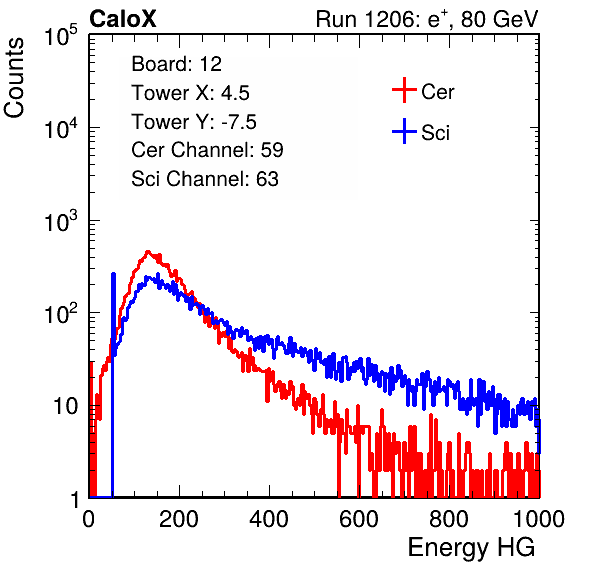 CaloX Run 1206: e⁺, 80 GeV
Counts
10⁵
10⁴
10³
10²
10
1
Board: 12
Tower X: 4.5
Tower Y: -7.5
Cer Channel: 59
Sci Channel: 63
Cer
Sci
0 200 400 600 800 1000
Energy HG